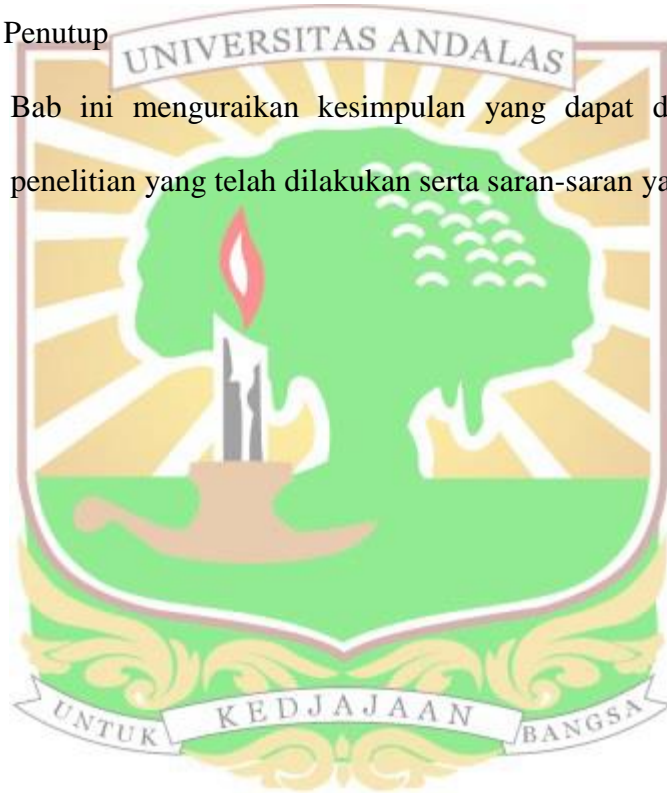 Penutup
UNIVERSITAS ANDALAS
Bab ini menguraikan kesimpulan yang dapat d
penelitian yang telah dilakukan serta saran-saran ya
UNTUK KEDJAJAAN BANGSA